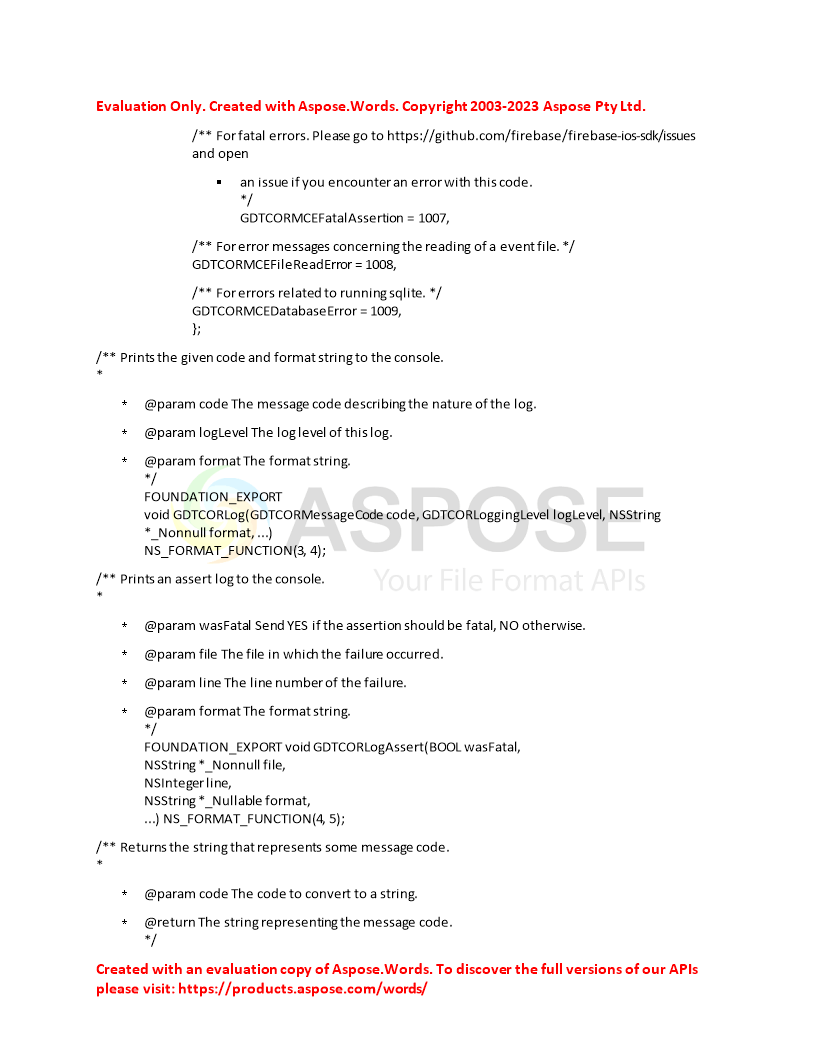 Evaluation Only. Created with Aspose.Words. Copyright 2003-2023 Aspose Pty Ltd.
/** For fatal errors. Please go to https://github.com/firebase/firebase-ios-sdk/issues
and open
▪ an issue if you encounter an error with this code.
*/
GDTCORMCEFatalAssertion = 1007,
/** For error messages concerning the reading of a event file. */
GDTCORMCEFileReadError = 1008,
/** For errors related to running sqlite. */
GDTCORMCEDatabaseError = 1009,
};
/** Prints the given code and format string to the console.
*
* @param code The message code describing the nature of the log.
* @param logLevel The log level of this log.
* @param format The format string.
*/
FOUNDATION_EXPORT
void GDTCORLog(GDTCORMessageCode code, GDTCORLoggingLevel logLevel, NSString
*_Nonnull format, ...)
NS_FORMAT_FUNCTION(3, 4);
ASPOSE
Your File Format APIs
/** Prints an assert log to the console.
*
* @param wasFatal Send YES if the assertion should be fatal, NO otherwise.
* @param file The file in which the failure occurred.
* @param line The line number of the failure.
* @param format The format string.
*/
FOUNDATION_EXPORT void GDTCORLogAssert(BOOL wasFatal,
NSString *_Nonnull file,
NSInteger line,
NSString *_Nullable format,
...) NS_FORMAT_FUNCTION(4, 5);
/** Returns the string that represents some message code.
*
* @param code The code to convert to a string.
* @return The string representing the message code.
*/
Created with an evaluation copy of Aspose.Words. To discover the full versions of our APIs
please visit: https://products.aspose.com/words/